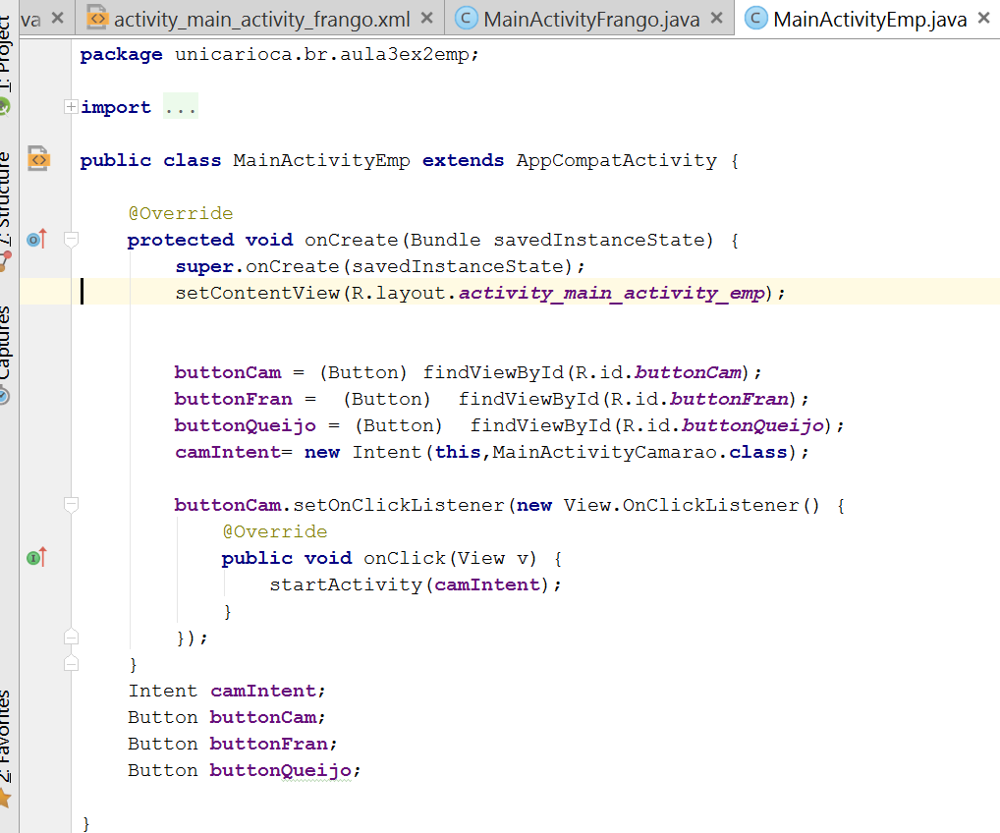 va
activity_main_activity_frango.xml
MainActivityFrango.java
MainActivityEmp.java
1: Project
7: Structure
Captures
2: Favorites
package unicarioca.br.aula3ex2emp;
import ...
public class MainActivityEmp extends AppCompatActivity {
@Override
protected void onCreate(Bundle savedInstanceState) {
super.onCreate(savedInstanceState);
setContentView(R.layout.activity_main_activity_emp);
buttonCam = (Button) findViewById(R.id.buttonCam);
buttonFran =  (Button)  findViewById(R.id.buttonFran);
buttonQueijo = (Button)  findViewById(R.id.buttonQueijo);
camIntent= new Intent(this,MainActivityCamarao.class);
buttonCam.setOnClickListener(new View.OnClickListener() {
@Override
public void onClick(View v) {
startActivity(camIntent);
}
});
}
Intent camIntent;
Button buttonCam;
Button buttonFran;
Button buttonQueijo;
}